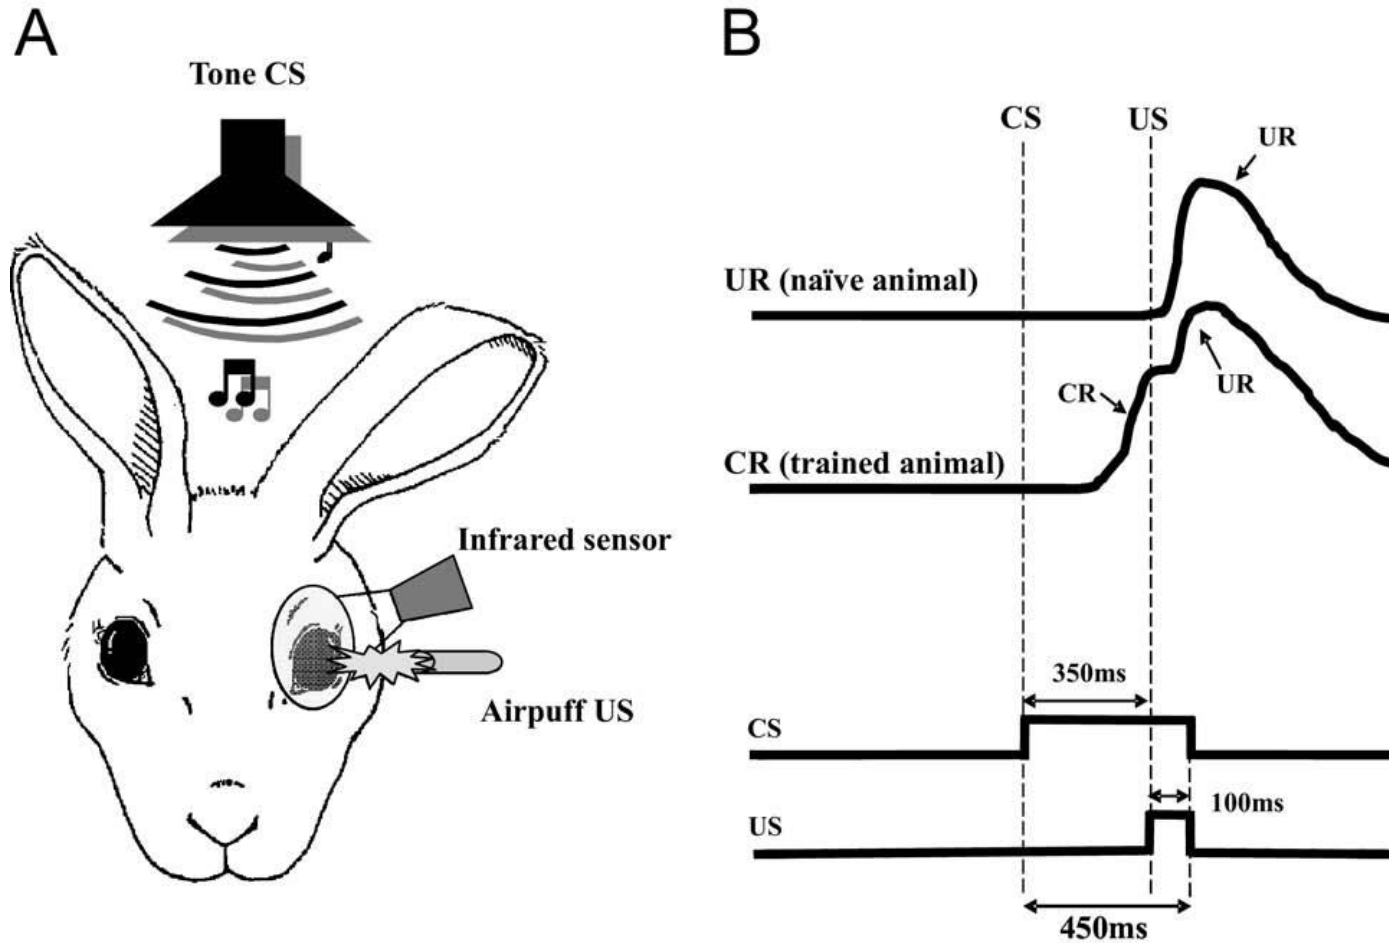 A
Tone CS
Infrared sensor
Airpuff US
B
CS
US
UR
UR (naïve animal)
CR
UR
CR (trained animal)
350ms
CS
100ms
US
450ms